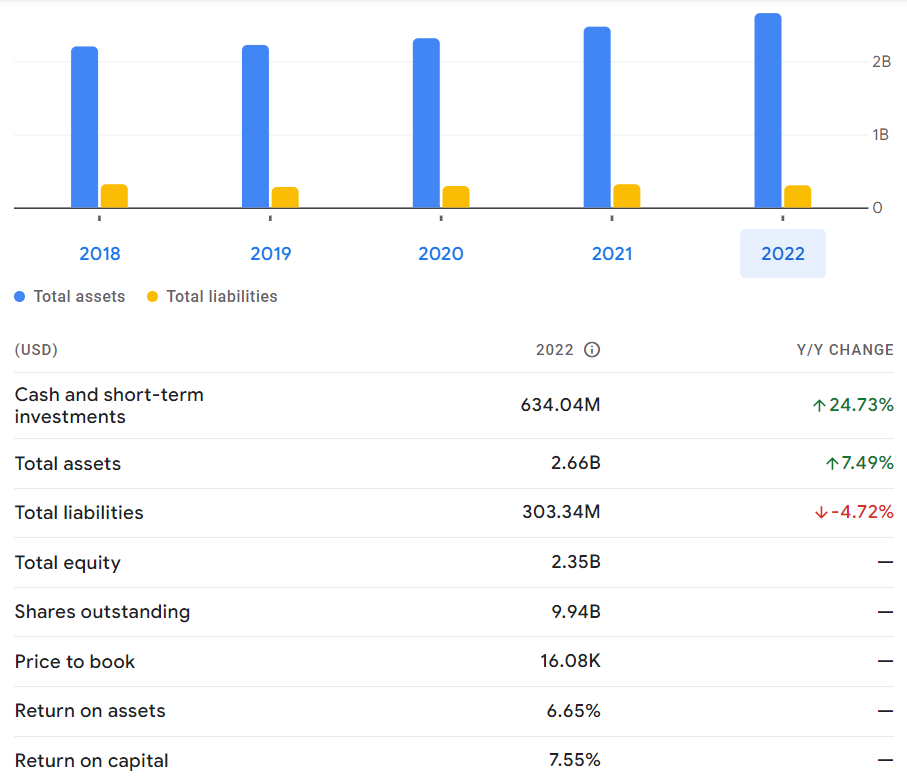 2B
1B
0
2018 2019 2020 2021 2022
Total assets Total liabilities
(USD) 2022 Y/Y CHANGE
Cash and short-term
investments 634.04M ↑24.73%
Total assets 2.66B ↑7.49%
Total liabilities 303.34M ↓-4.72%
Total equity 2.35B —
Shares outstanding 9.94B —
Price to book 16.08K —
Return on assets 6.65% —
Return on capital 7.55% —